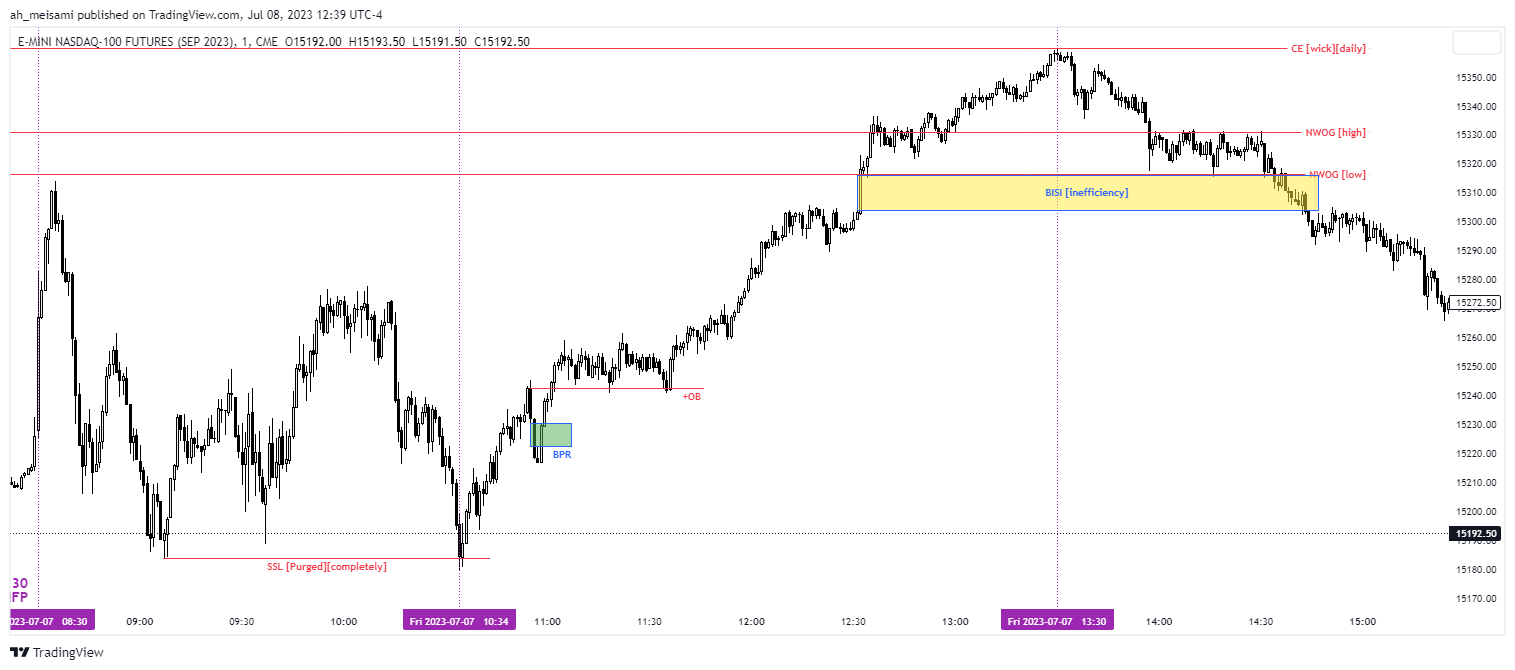 ah_meisami published on TradingView.com, Jul 08, 2023 12:39 UTC-4
E-MINI NASDAQ-100 FUTURES (SEP 2023), 1, CME O15192.00 H15193.50 L15191.50 C15192.50
CE [wick][daily]
15350.00
15340.00
NWOG [high]
15330.00
15320.00
NWOG [low]
BISI [inefficiency]
15310.00
15300.00
15290.00
15280.00
15272.50
15260.00
15250.00
+OB
15240.00
15230.00
BPR
15220.00
15210.00
15200.00
15192.50
SSL [Purged][completely]
15180.00
30
FP
15170.00
023-07-07 08:30 09:00 09:30 10:00 Fri 2023-07-07 10:34 11:00 11:30 12:00 12:30 13:00 Fri 2023-07-07 13:30 14:00 14:30 15:00
TradingView